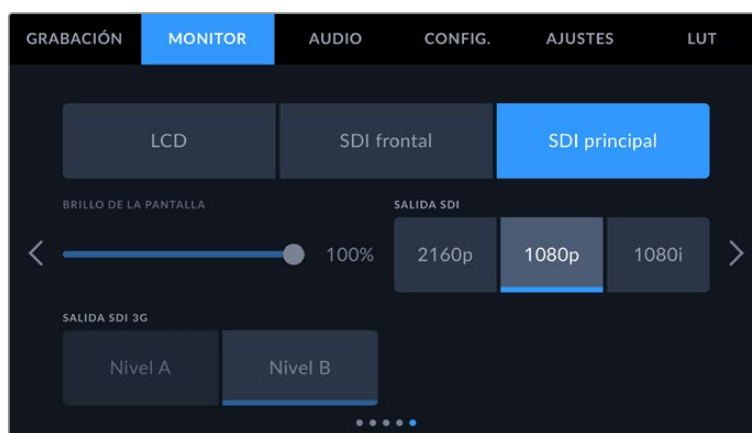 GRABACIÓN MONITOR AUDIO CONFIG. AJUSTES LUT
LCD SDI frontal SDI principal
BRILLO DE LA PANTALLA SALIDA SDI
100% 2160p 1080p 1080i
SALIDA SDI 3G
Nivel A Nivel B